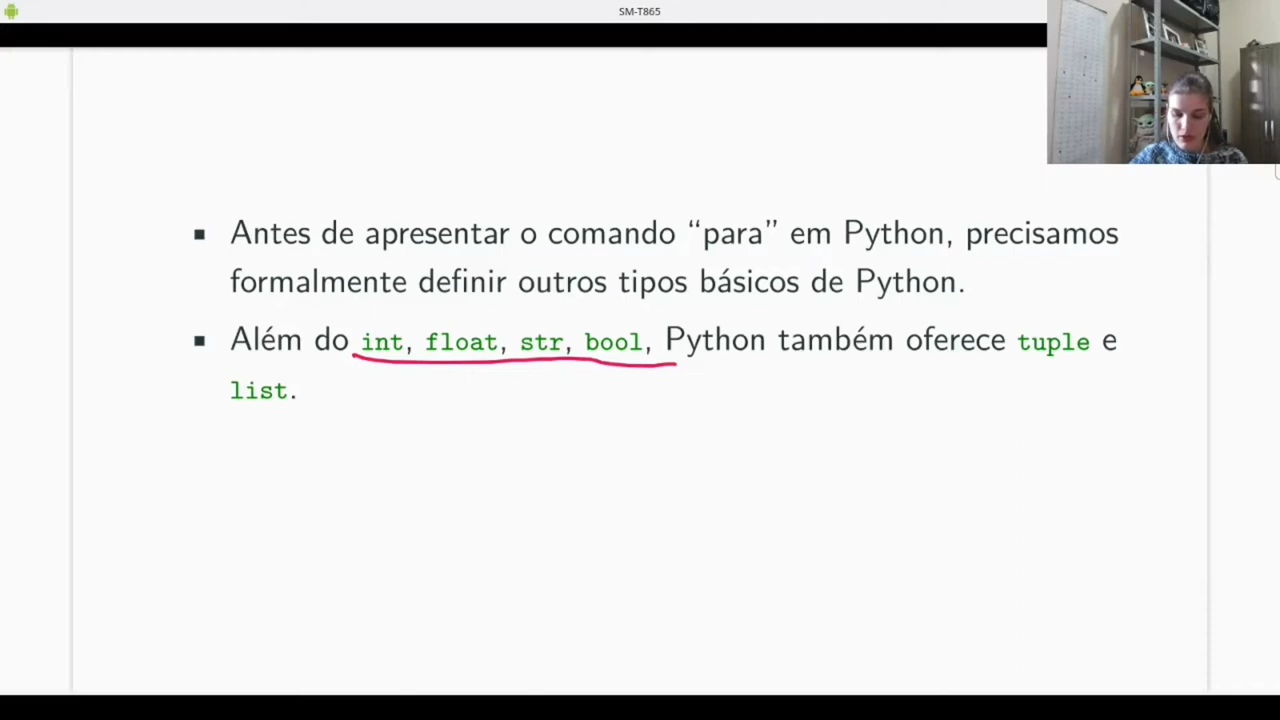 SM-T865
▪ Antes de apresentar o comando “para” em Python, precisamos
formalmente definir outros tipos básicos de Python.
▪ Além do int, float, str, bool, Python também oferece tuple e
list.